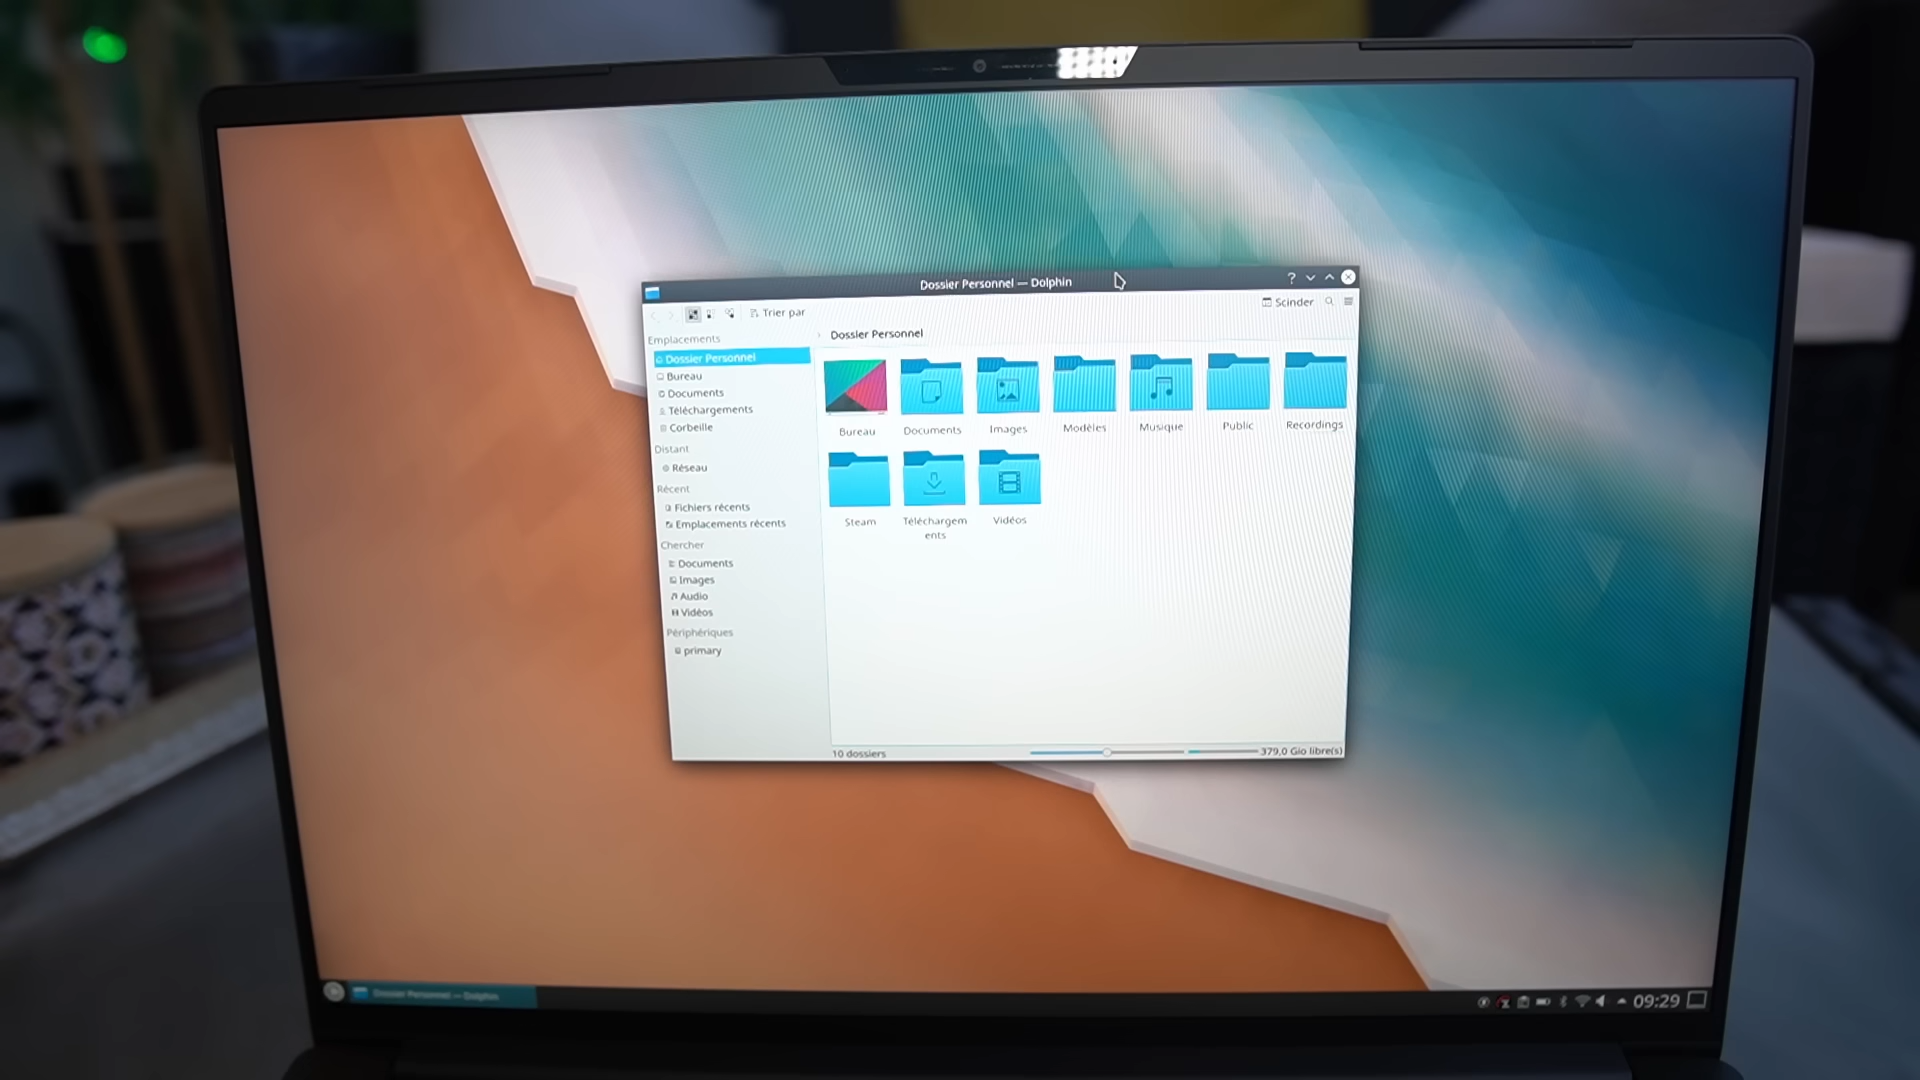 Dossier Personnel — Dolphin
Trier par
Scinder
Emplacements
Dossier Personnel
Bureau
Documents
Téléchargements
Corbeille
Distant
Réseau
Récent
Fichiers récents
Emplacements récents
Chercher
Documents
Images
Audio
Vidéos
Périphériques
primary
Dossier Personnel
Bureau
Documents
Images
Modèles
Musique
Public
Recordings
Steam
Téléchargem
ents
Vidéos
10 dossiers
379,0 Gio libre(s)
Dossier Personnel — Dolphin
09:29